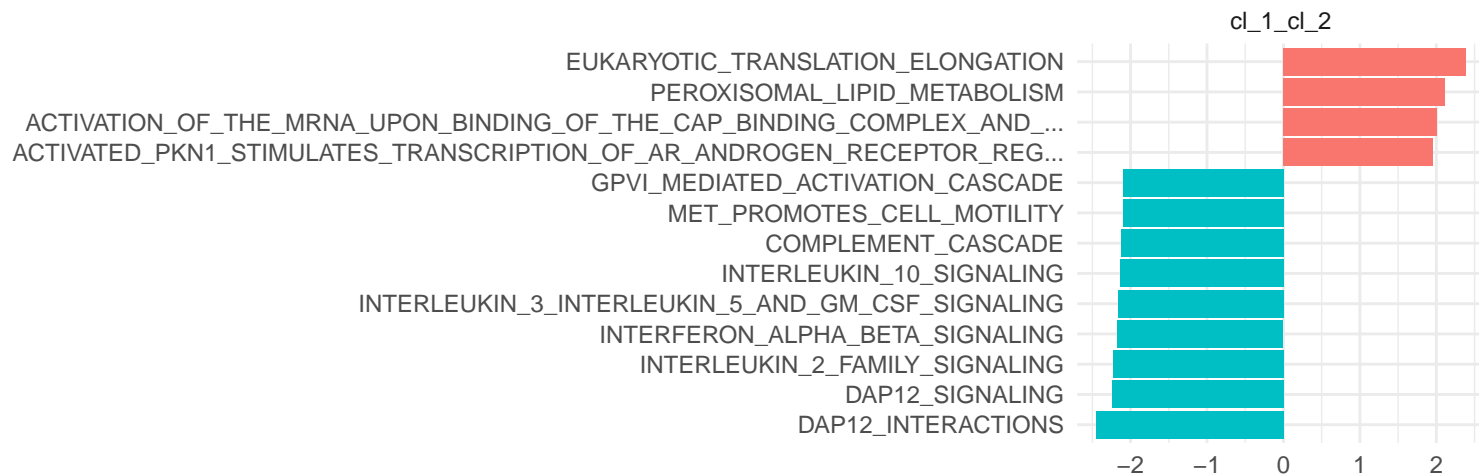 cl_1_cl_2
EUKARYOTIC_TRANSLATION_ELONGATION
PEROXISOMAL_LIPID_METABOLISM
ACTIVATION_OF_THE_MRNA_UPON_BINDING_OF_THE_CAP_BINDING_COMPLEX_AND_...
ACTIVATED_PKN1_STIMULATES_TRANSCRIPTION_OF_AR_ANDROGEN_RECEPTOR_REG...
GPVI_MEDIATED_ACTIVATION_CASCADE
MET_PROMOTES_CELL_MOTILITY
COMPLEMENT_CASCADE
INTERLEUKIN_10_SIGNALING
INTERLEUKIN_3_INTERLEUKIN_5_AND_GM_CSF_SIGNALING
INTERFERON_ALPHA_BETA_SIGNALING
INTERLEUKIN_2_FAMILY_SIGNALING
DAP12_SIGNALING
DAP12_INTERACTIONS
−2 −1 0 1 2